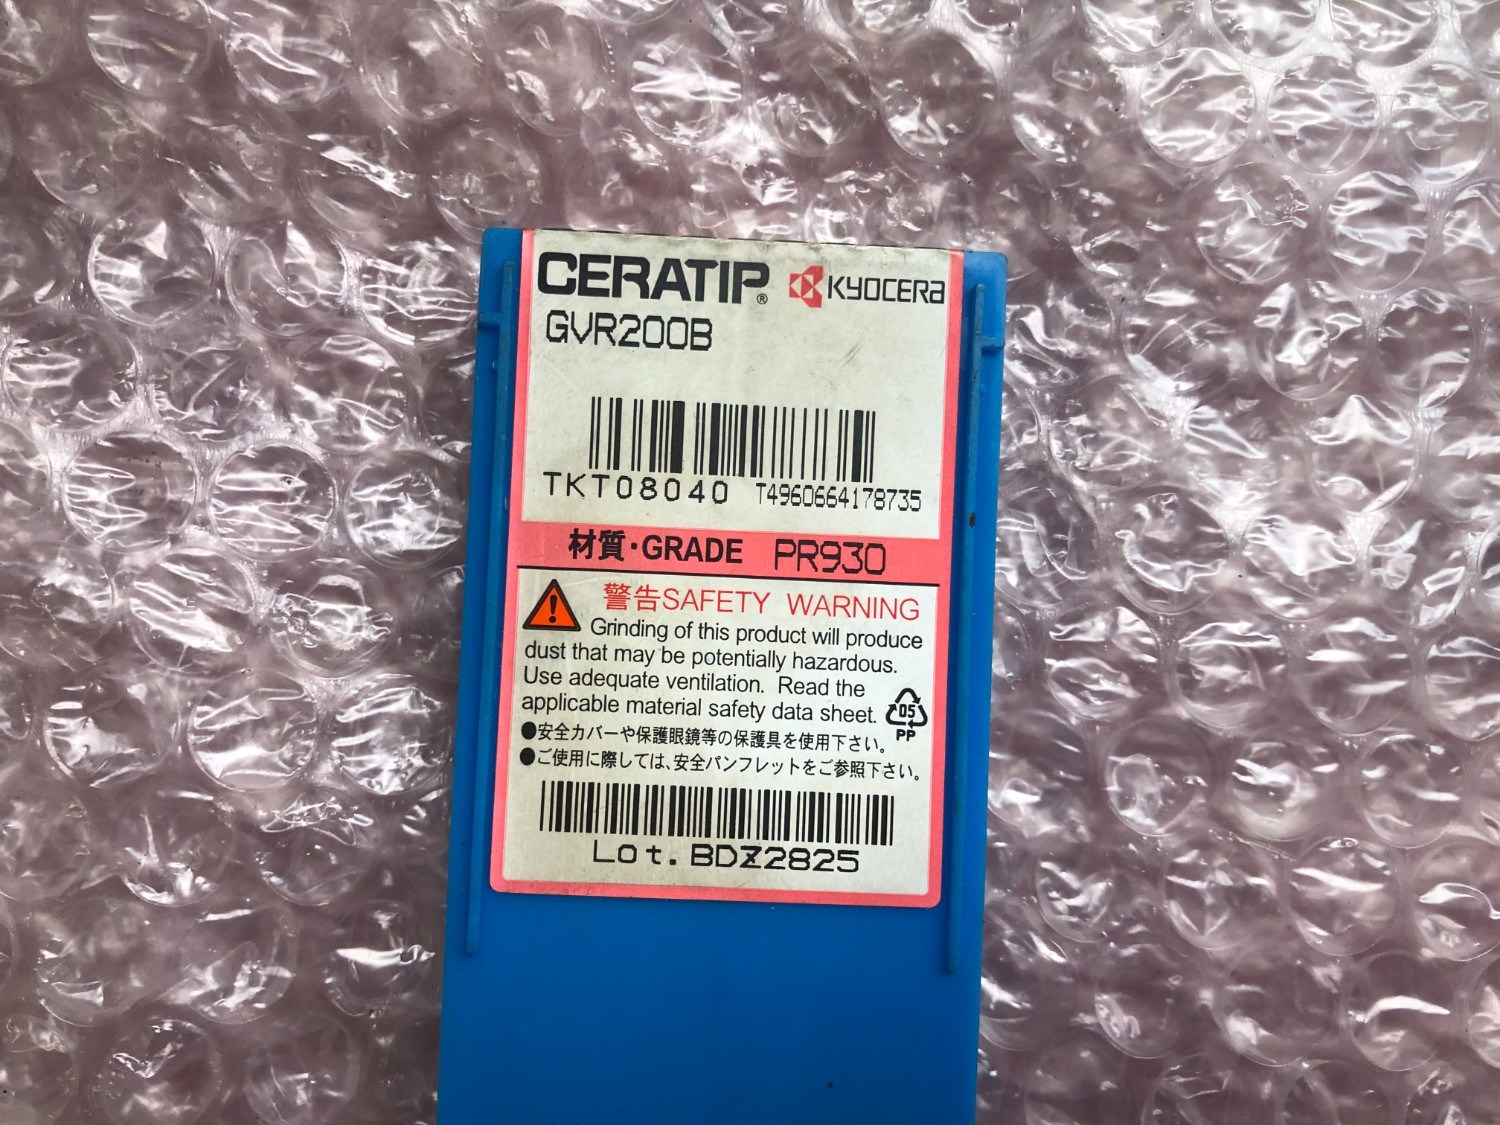 CERATIP® KYOCERA
GVR200B
TKT08040 T4960664178735
材質・GRADE PR930
警告SAFETY WARNING
Grinding of this product will produce
dust that may be potentially hazardous.
Use adequate ventilation. Read the
applicable material safety data sheet.
05
PP
●安全カバーや保護眼鏡等の保護具を使用下さい。
●ご使用に際しては、安全パンフレットをご参照下さい。
Lot. BDZ2825